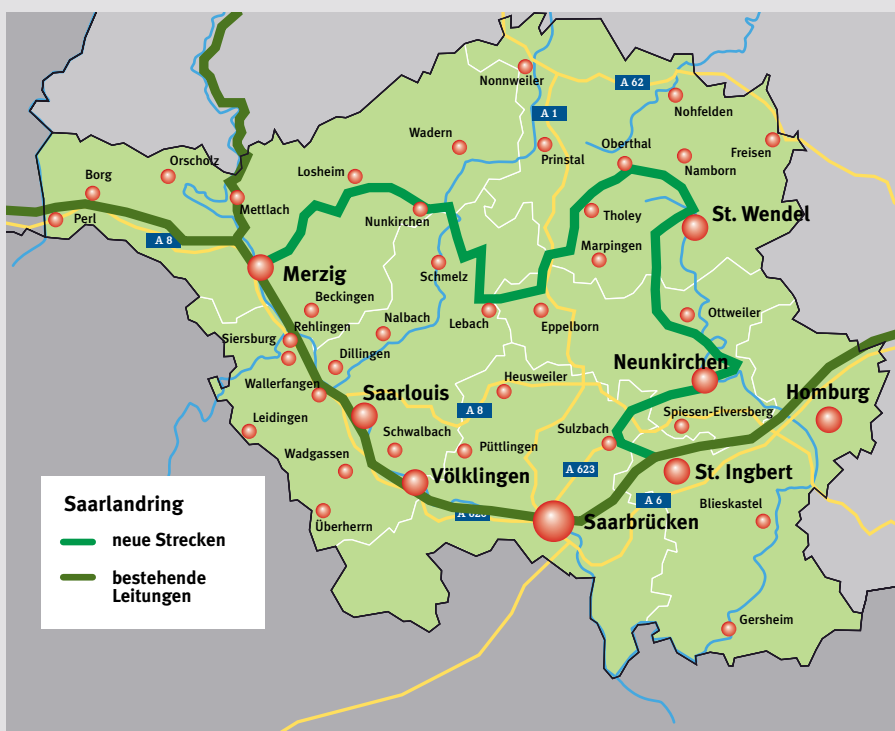 Nonnweiler
A 62
Nohfelden
A 1
Wadern
Prinstal
Oberthal
Freisen
Namborn
Orscholz
Borg
Losheim
Mettlach
Nunkirchen
Tholey
Perl
St. Wendel
A 8
Marpingen
Merzig
Schmelz
Beckingen
Lebach
Eppelborn
Ottweiler
Rehlingen
Nalbach
Siersburg
Dillingen
Neunkirchen
Wallerfangen
Heusweiler
Homburg
Saarlouis
A 8
Spiesen-Elversberg
Leidingen
Schwalbach
Püttlingen
Sulzbach
Wadgassen
A 623
St. Ingbert
Völklingen
A 6
Blieskastel
Überherrn
Saarbrücken
Gersheim
Saarlandring
neue Strecken
bestehende
Leitungen